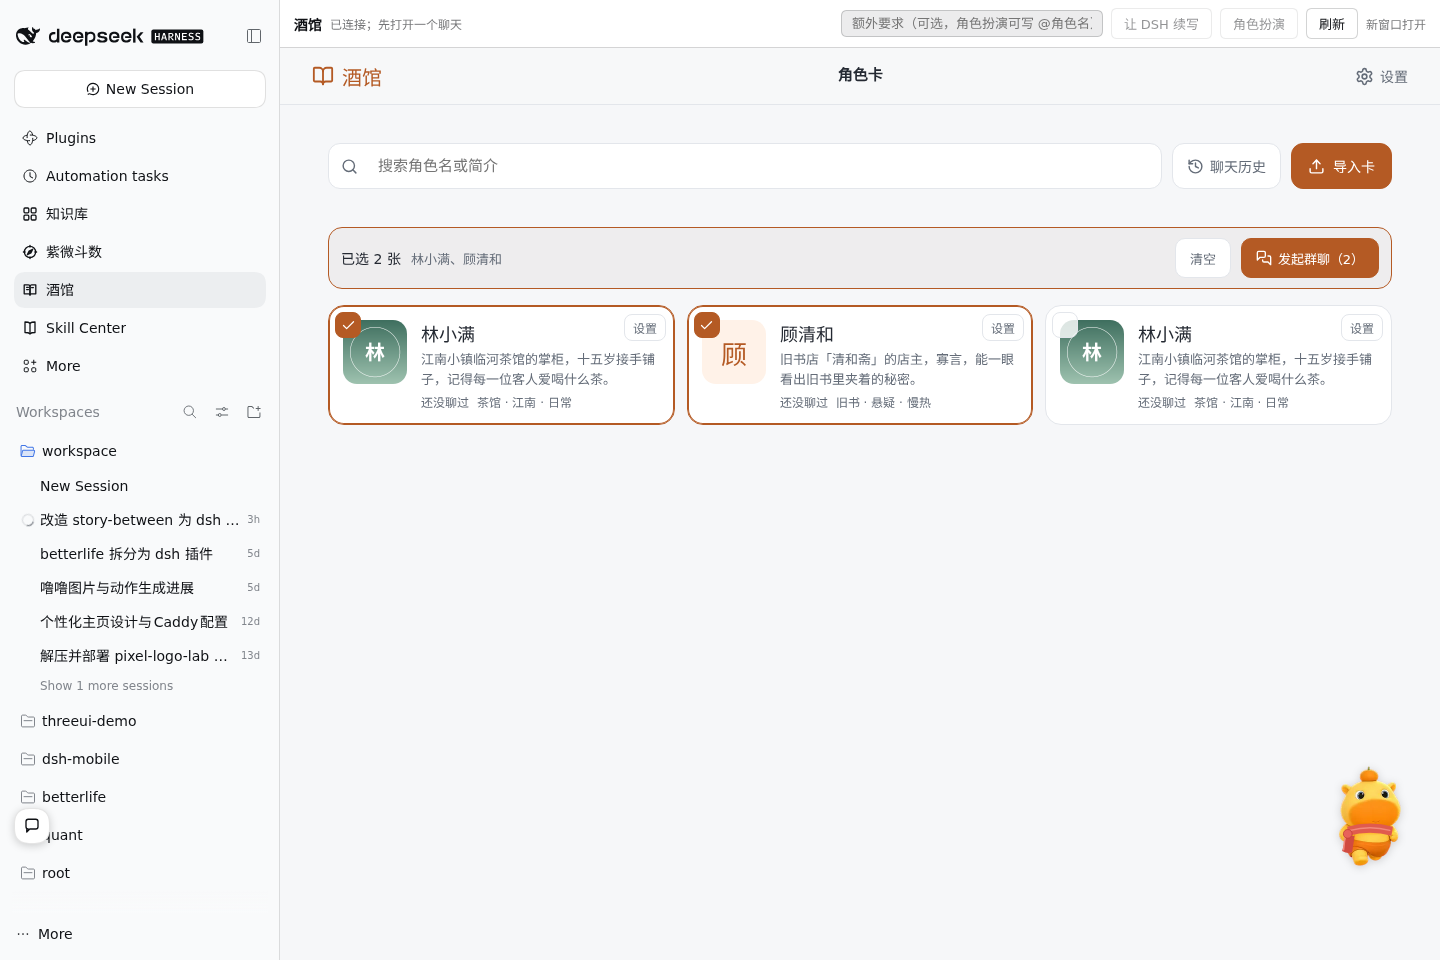 deepseek HARNESS
New Session
Plugins
Automation tasks
知识库
紫微斗数
酒馆
Skill Center
More
Workspaces
workspace
New Session
改造 story-between 为 dsh ... 3h
betterlife 拆分为 dsh 插件 5d
噜噜图片与动作生成进展 5d
个性化主页设计与Caddy配置 12d
解压并部署 pixel-logo-lab ... 13d
Show 1 more sessions
threeui-demo
dsh-mobile
betterlife
quant
root
... More
酒馆 已连接；先打开一个聊天
额外要求（可选，角色扮演可写 @角色名） 让 DSH 续写 角色扮演 刷新 新窗口打开
酒馆 角色卡 设置
搜索角色名或简介 聊天历史 导入卡
已选 2 张 林小满、顾清和 清空 发起群聊（2）
林 林小满 设置
江南小镇临河茶馆的掌柜，十五岁接手铺
子，记得每一位客人爱喝什么茶。
还没聊过 茶馆 · 江南 · 日常
顾 顾清和 设置
旧书店「清和斋」的店主，寡言，能一眼
看出旧书里夹着的秘密。
还没聊过 旧书 · 悬疑 · 慢热
林 林小满 设置
江南小镇临河茶馆的掌柜，十五岁接手铺
子，记得每一位客人爱喝什么茶。
还没聊过 茶馆 · 江南 · 日常